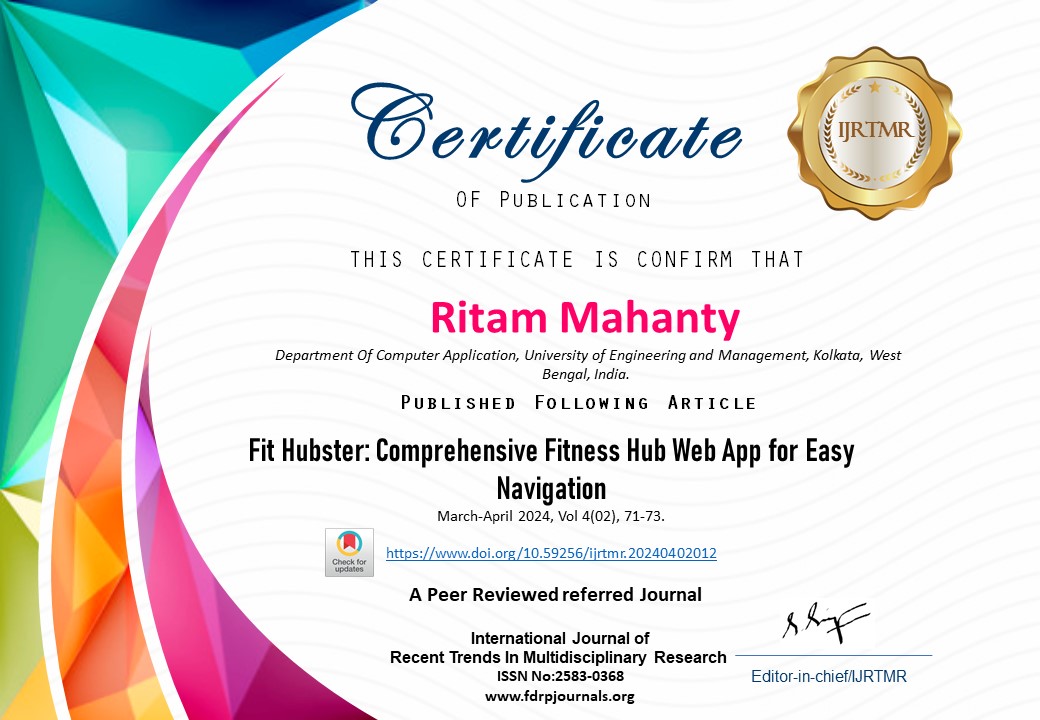 Certificate
OF PUBLICATION
IJRTMR
THIS CERTIFICATE IS CONFIRM THAT
Ritam Mahanty
Department Of Computer Application, University of Engineering and Management, Kolkata, West
Bengal, India.
PUBLISHED FOLLOWING ARTICLE
Fit Hubster: Comprehensive Fitness Hub Web App for Easy
Navigation
March-April 2024, Vol 4(02), 71-73.
Check for
updates
https://www.doi.org/10.59256/ijrtmr.20240402012
A Peer Reviewed referred Journal
International Journal of
Recent Trends In Multidisciplinary Research
ISSN No:2583-0368
www.fdrpjournals.org
Editor-in-chief/IJRTMR